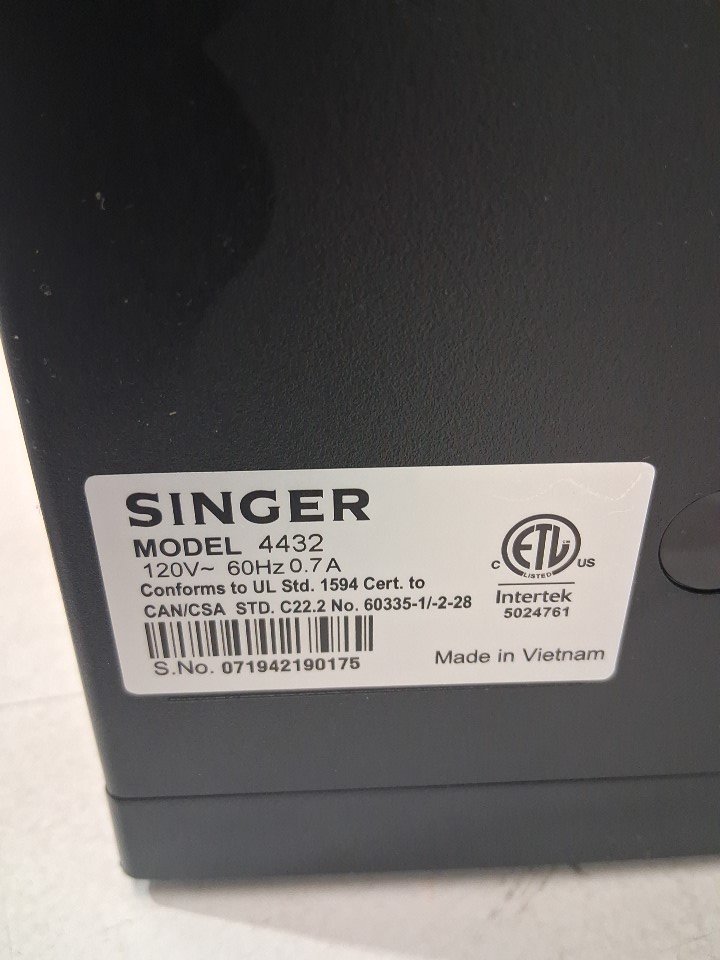 SINGER
MODEL 4432
120V~ 60Hz 0.7A
Conforms to UL Std. 1594 Cert. to
CAN/CSA STD. C22.2 No. 60335-1/-2-28
S.No. 071942190175
C ETL US
LISTED
Intertek
5024761
Made in Vietnam